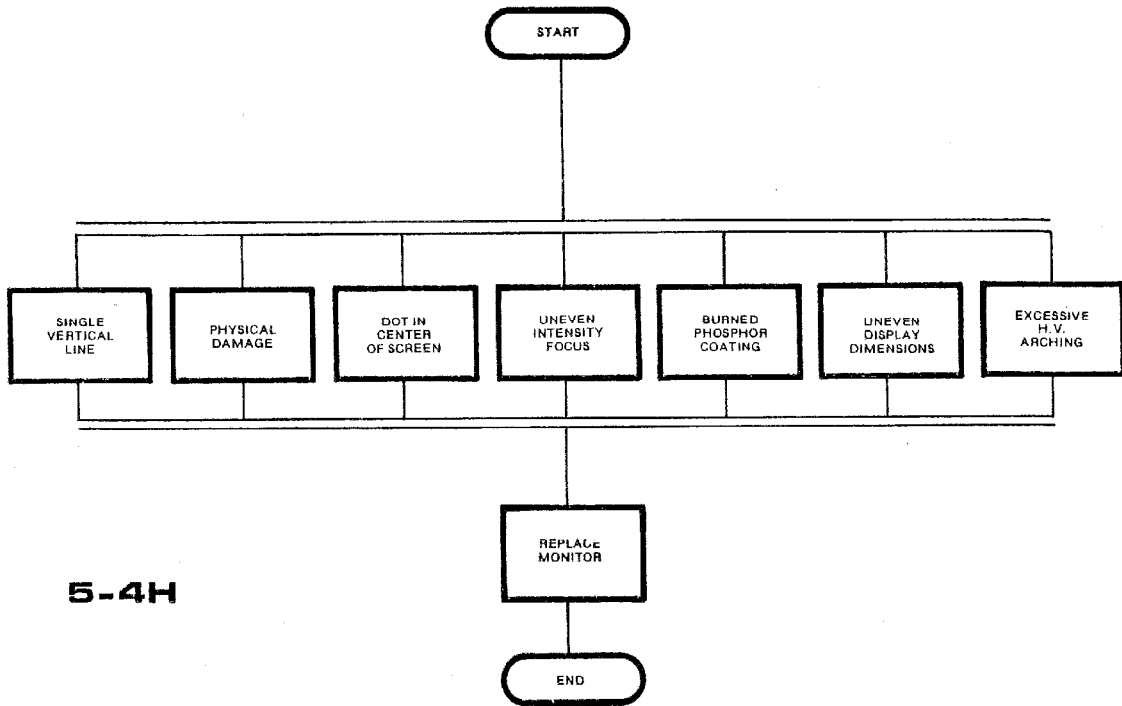 START
SINGLE
VERTICAL
LINE
PHYSICAL
DAMAGE
DOT IN
CENTER
OF SCREEN
UNEVEN
INTENSITY
FOCUS
BURNED
PHOSPHOR
COATING
UNEVEN
DISPLAY
DIMENSIONS
EXCESSIVE
H.V.
ARCHING
REPLACE
MONITOR
5-4H
END